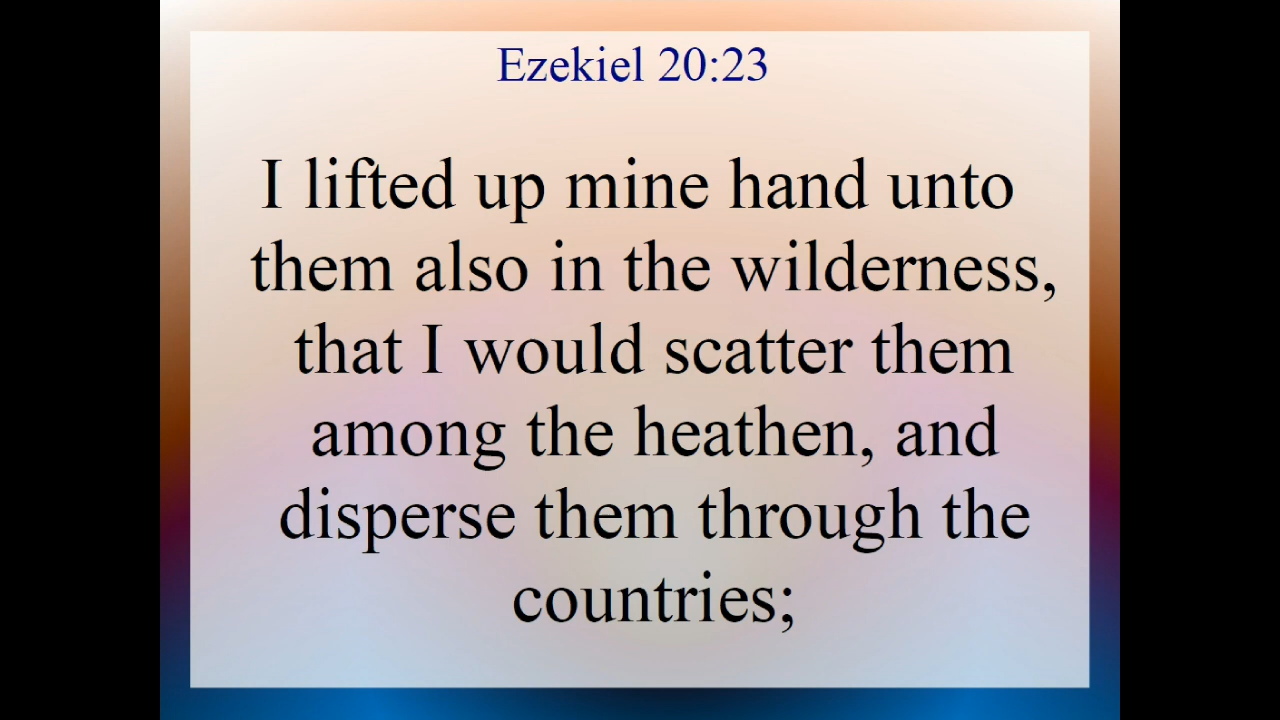 Ezekiel 20:23
I lifted up mine hand unto
them also in the wilderness,
that I would scatter them
among the heathen, and
disperse them through the
countries;